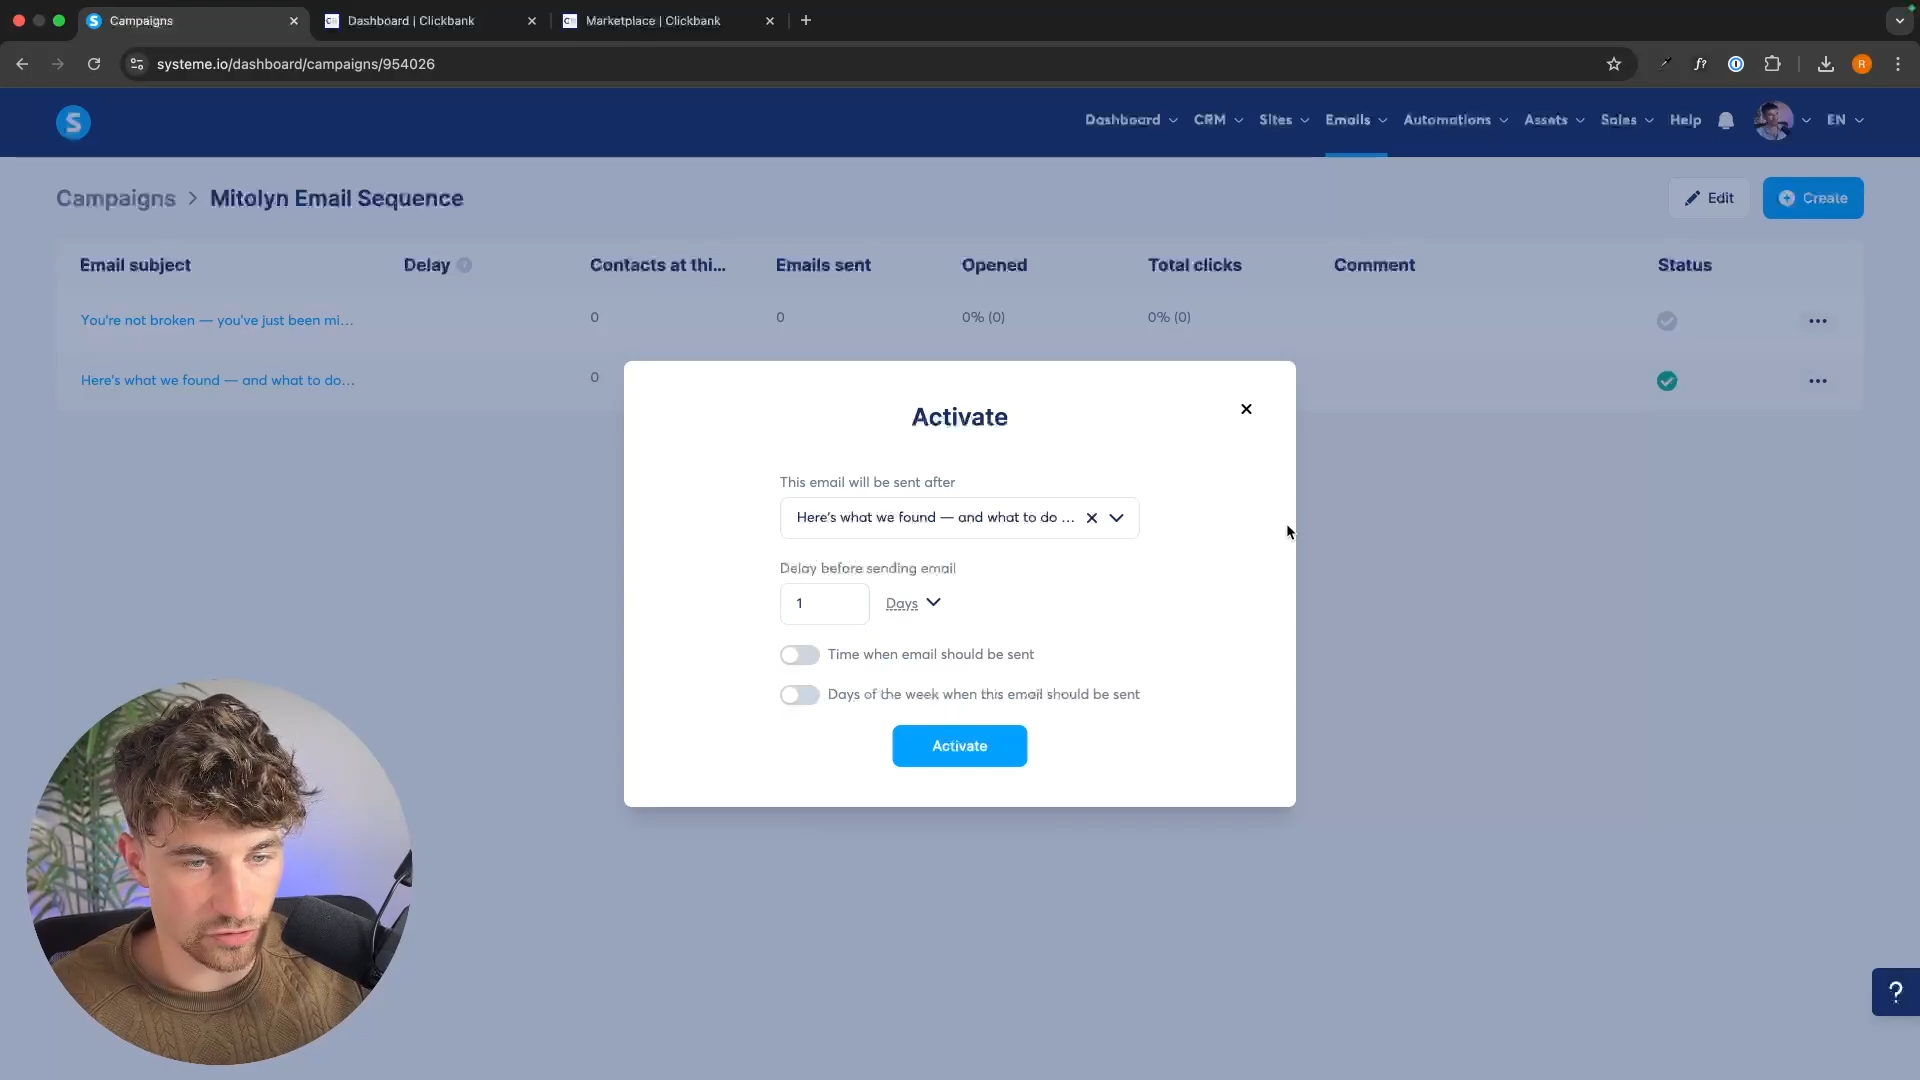 Campaigns
Dashboard | Clickbank
Marketplace | Clickbank
systeme.io/dashboard/campaigns/954026
f?
R
S
Dashboard
CRM
Sites
Emails
Automations
Assets
Sales
Help
EN
Campaigns > Mitolyn Email Sequence
Edit
Create
Email subject
Delay ?
Contacts at thi...
Emails sent
Opened
Total clicks
Comment
Status
You're not broken — you've just been mi...
0
0
0% (0)
0% (0)
Here's what we found — and what to do...
0
Activate
This email will be sent after
Here's what we found — and what to do ...
Delay before sending email
1
Days
Time when email should be sent
Days of the week when this email should be sent
Activate
?